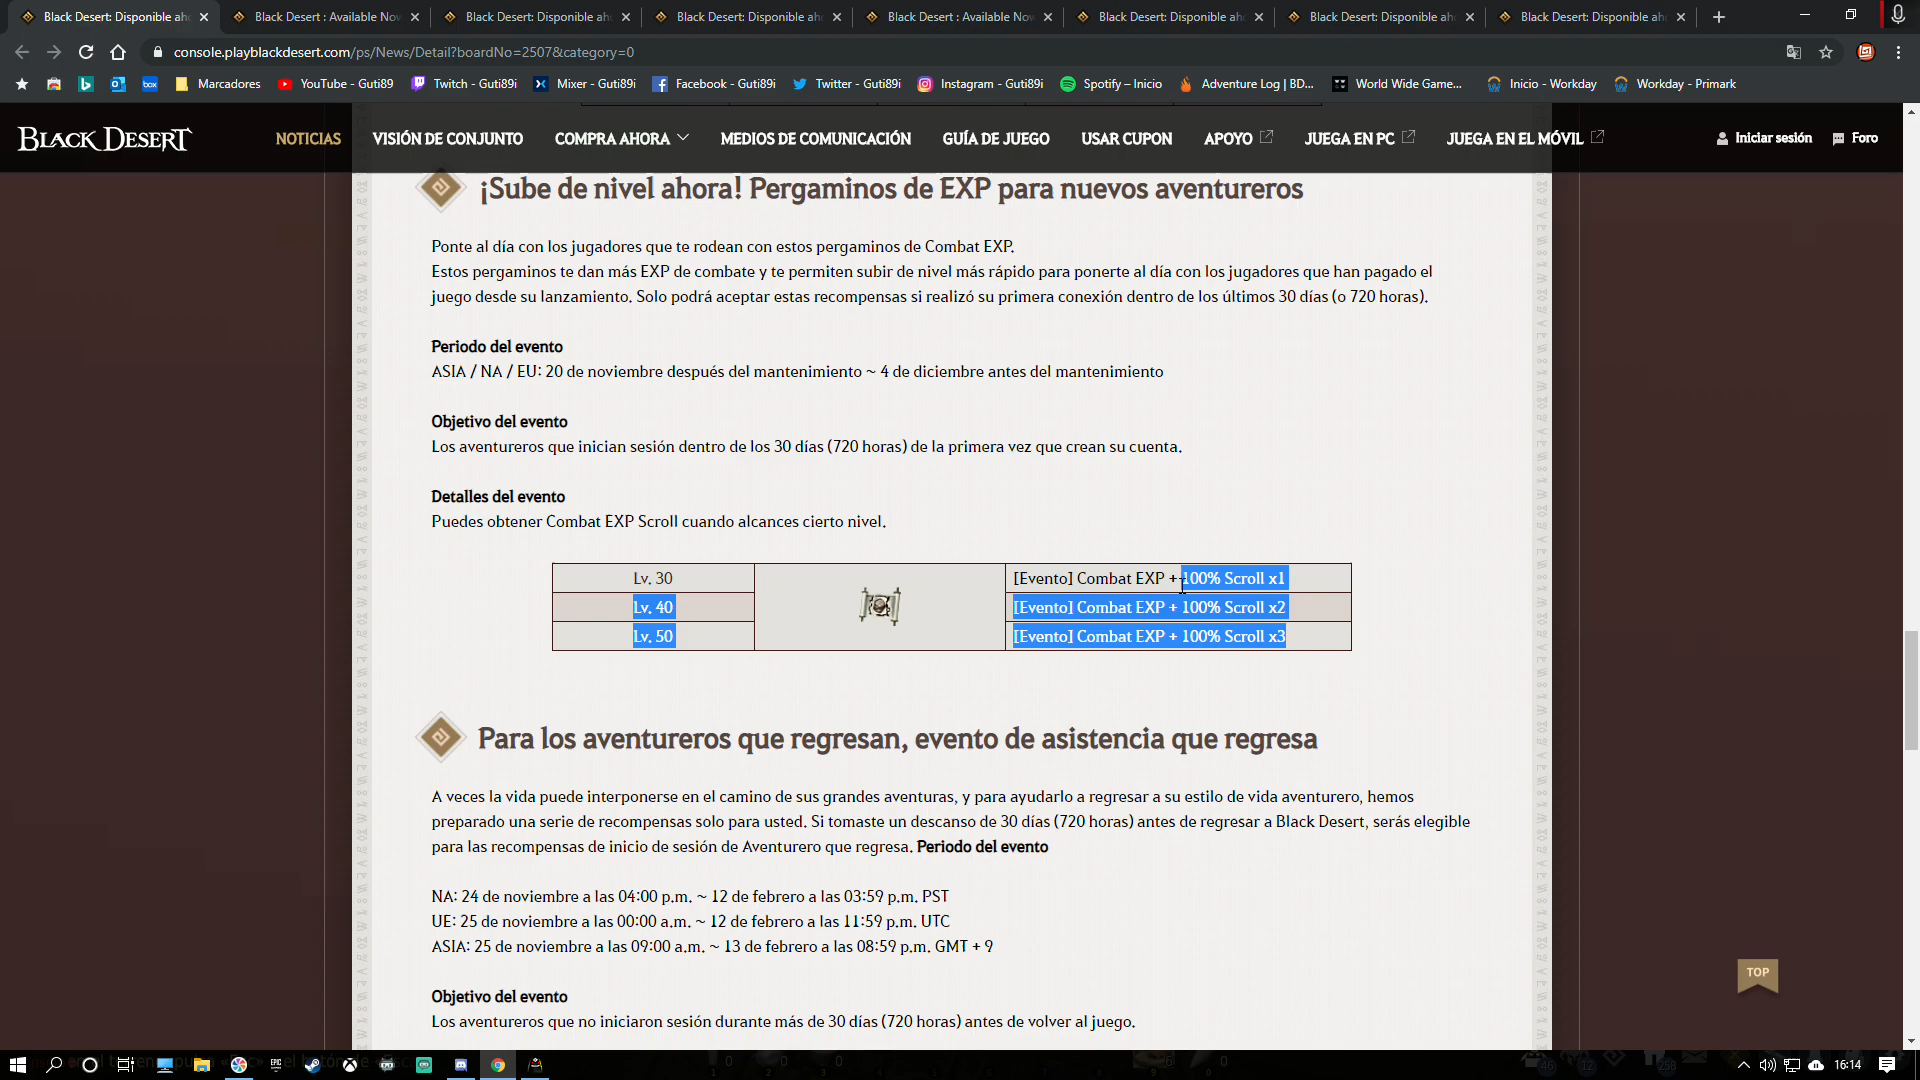 Black Desert: Disponible ah
Black Desert : Available Nov
Black Desert: Disponible ah
Black Desert: Disponible ah
Black Desert : Available Nov
Black Desert: Disponible ah
Black Desert: Disponible ah
Black Desert: Disponible ah
console.playblackdesert.com/ps/News/Detail?boardNo=2507&category=0
Marcadores
YouTube - Guti89
Twitch - Guti89i
Mixer - Guti89i
Facebook - Guti89i
Twitter - Guti89i
Instagram - Guti89i
Spotify – Inicio
Adventure Log | BD...
World Wide Game...
Inicio - Workday
Workday - Primark
BLACK DESERT
NOTICIAS
VISIÓN DE CONJUNTO
COMPRA AHORA
MEDIOS DE COMUNICACIÓN
GUÍA DE JUEGO
USAR CUPON
APOYO
JUEGA EN PC
JUEGA EN EL MÓVIL
Iniciar sesión
Foro
¡Sube de nivel ahora! Pergaminos de EXP para nuevos aventureros
Ponte al día con los jugadores que te rodean con estos pergaminos de Combat EXP.
Estos pergaminos te dan más EXP de combate y te permiten subir de nivel más rápido para ponerte al día con los jugadores que han pagado el
juego desde su lanzamiento. Solo podrá aceptar estas recompensas si realizó su primera conexión dentro de los últimos 30 días (o 720 horas).
Periodo del evento
ASIA / NA / EU: 20 de noviembre después del mantenimiento ~ 4 de diciembre antes del mantenimiento
Objetivo del evento
Los aventureros que inician sesión dentro de los 30 días (720 horas) de la primera vez que crean su cuenta.
Detalles del evento
Puedes obtener Combat EXP Scroll cuando alcances cierto nivel.
Lv. 30
[Evento] Combat EXP + 100% Scroll x1
Lv. 40
[Evento] Combat EXP + 100% Scroll x2
Lv. 50
[Evento] Combat EXP + 100% Scroll x3
Para los aventureros que regresan, evento de asistencia que regresa
A veces la vida puede interponerse en el camino de sus grandes aventuras, y para ayudarlo a regresar a su estilo de vida aventurero, hemos
preparado una serie de recompensas solo para usted. Si tomaste un descanso de 30 días (720 horas) antes de regresar a Black Desert, serás elegible
para las recompensas de inicio de sesión de Aventurero que regresa. Periodo del evento
NA: 24 de noviembre a las 04:00 p.m. ~ 12 de febrero a las 03:59 p.m. PST
UE: 25 de noviembre a las 00:00 a.m. ~ 12 de febrero a las 11:59 p.m. UTC
ASIA: 25 de noviembre a las 09:00 a.m. ~ 13 de febrero a las 08:59 p.m. GMT + 9
TOP
Objetivo del evento
Los aventureros que no iniciaron sesión durante más de 30 días (720 horas) antes de volver al juego.
16:14